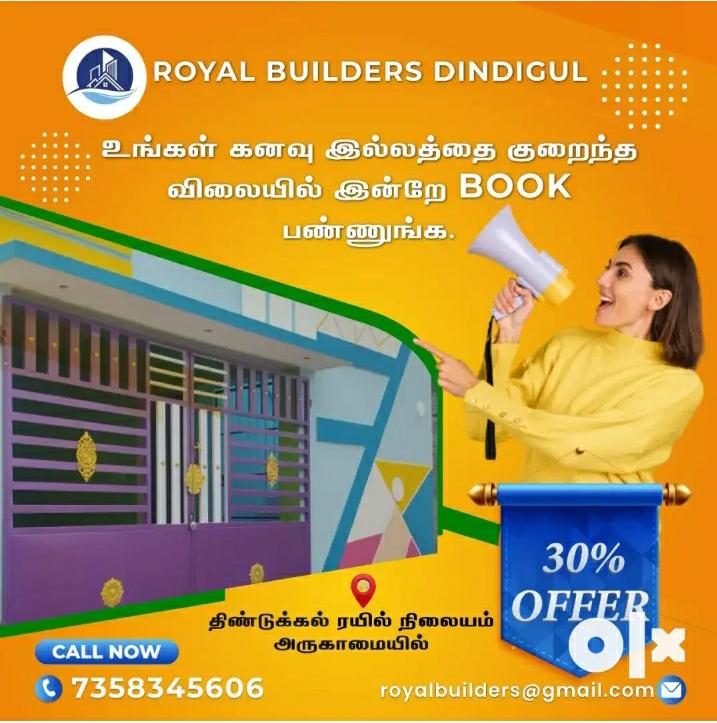 ROYAL BUILDERS DINDIGUL
உங்கள் கனவு இல்லத்தை குறைந்த
விலையில் இன்றே BOOK
பண்ணுங்க.
30%
OFFER
olx
திண்டுக்கல் ரயில் நிலையம்
அருகாமையில்
CALL NOW
7358345606
royalbuilders@gmail.com